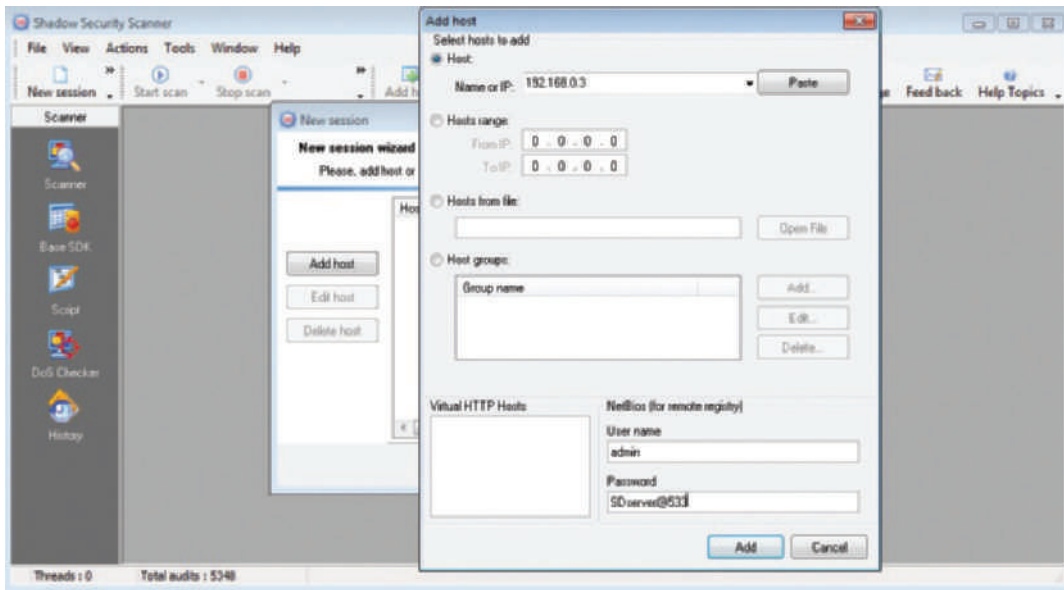 Shadow Security Scanner
File View Actions Tools Window Help
New session Start scan Stop scan Add h
Feed back Help Topics
Scanner
Scanner
Base SDK
Script
DoS Checker
History
New session
New session wizard
Please, add host or
Hos
Add host
Edit host
Delete host
Add host
Select hosts to add
Host:
Name or IP: 192.168.0.3 Paste
Hosts range:
From IP: 0 . 0 . 0 . 0
To IP: 0 . 0 . 0 . 0
Hosts from file:
Open File
Host groups:
Group name
Add...
Edit...
Delete...
Virtual HTTP Hosts
NetBios (for remote registry)
User name
admin
Password
SDserver@533
Add Cancel
Threads : 0 Total audits : 5348